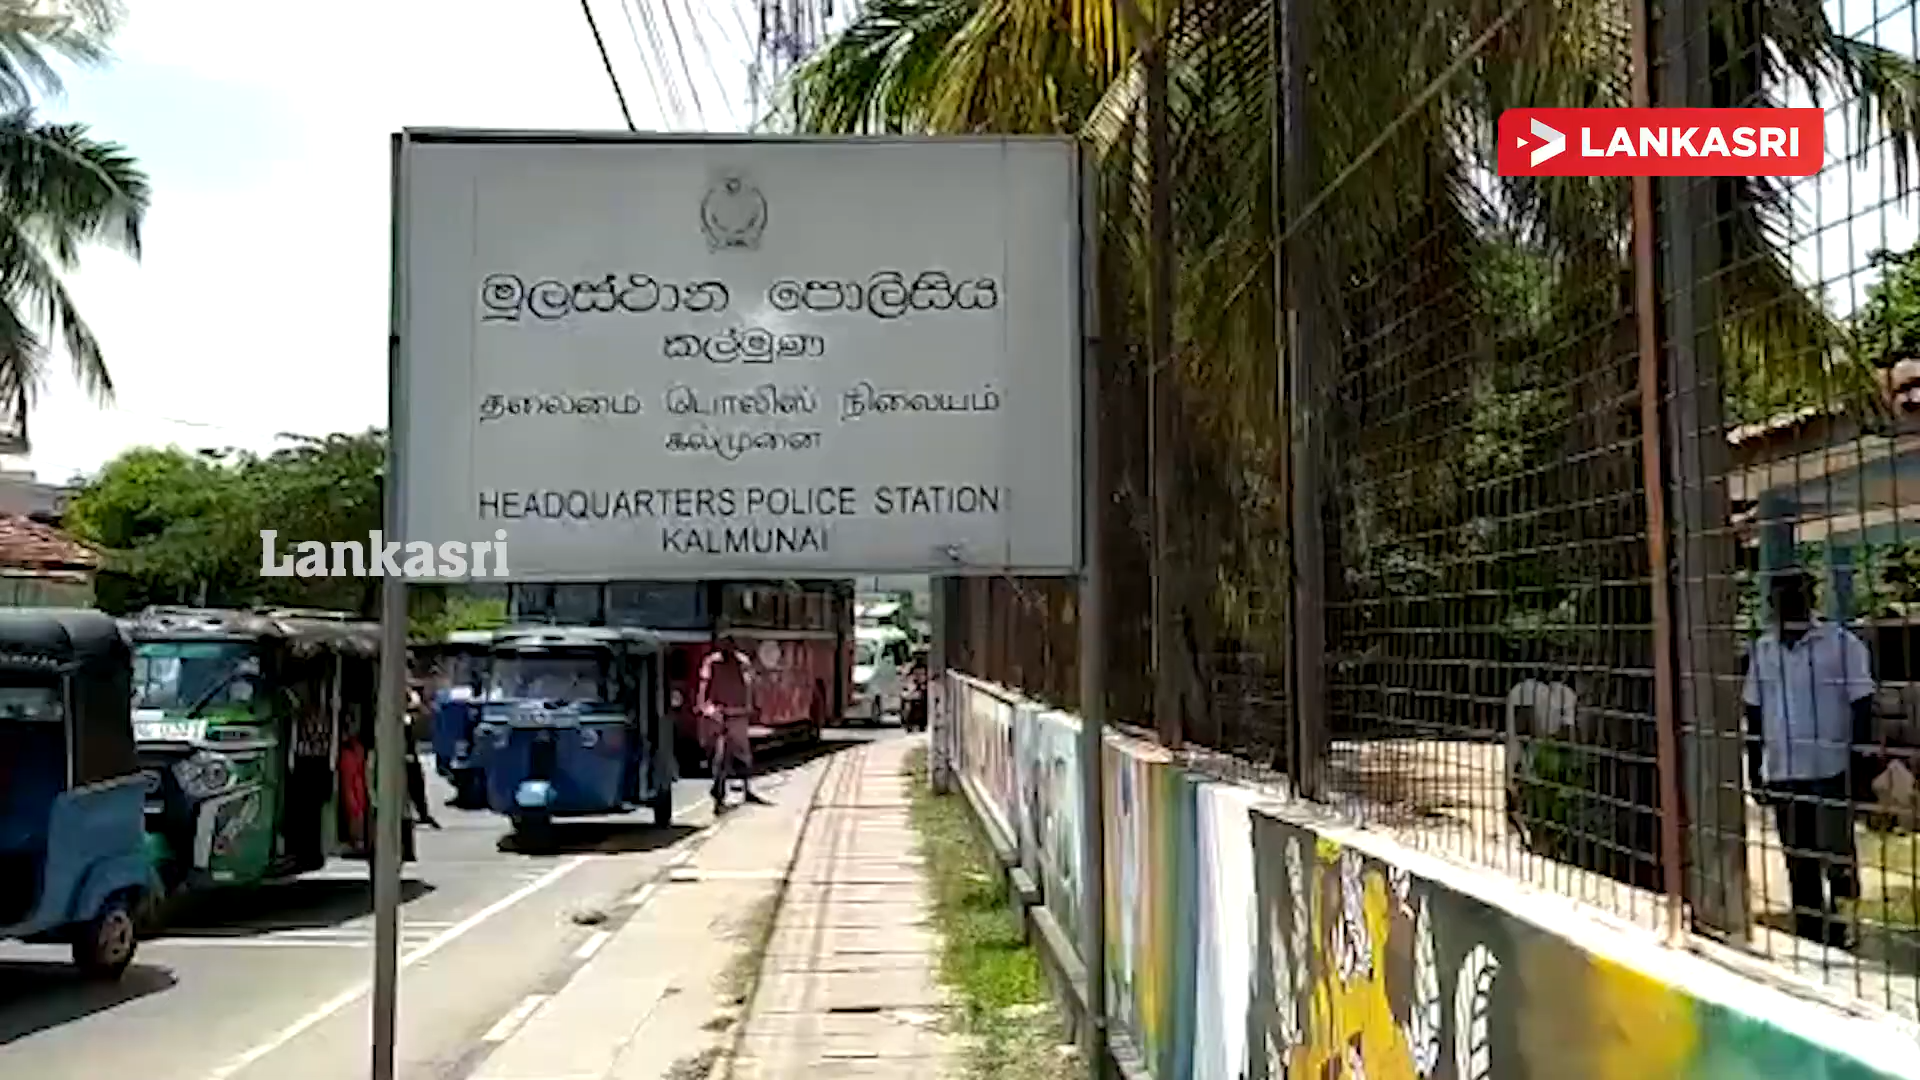 LANKASRI
මූලස්ථාන පොලිසිය
කල්මුණ
தலைமை பொலிஸ் நிலையம்
கல்முனை
HEADQUARTERS POLICE STATION
KALMUNAI
Lankasri